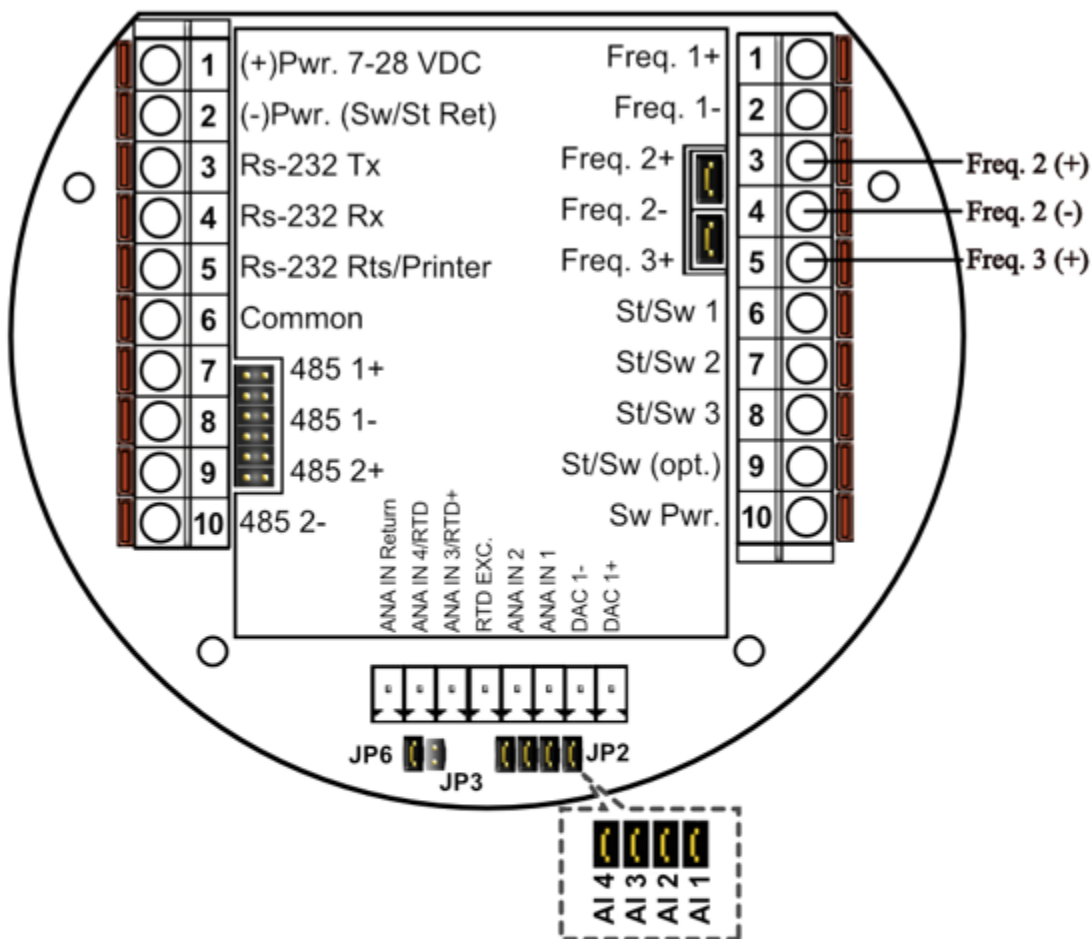 1 (+)Pwr. 7-28 VDC
2 (-)Pwr. (Sw/St Ret)
3 Rs-232 Tx
4 Rs-232 Rx
5 Rs-232 Rts/Printer
6 Common
7 485 1+
8 485 1-
9 485 2+
10 485 2-
Freq. 1+ 1
Freq. 1- 2
Freq. 2+ 3 Freq. 2 (+)
Freq. 2- 4 Freq. 2 (-)
Freq. 3+ 5 Freq. 3 (+)
St/Sw 1 6
St/Sw 2 7
St/Sw 3 8
St/Sw (opt.) 9
Sw Pwr. 10
ANA IN Return
ANA IN 4/RTD
ANA IN 3/RTD+
RTD EXC.
ANA IN 2
ANA IN 1
DAC 1-
DAC 1+
JP6
JP3
JP2
AI 4
AI 3
AI 2
AI 1